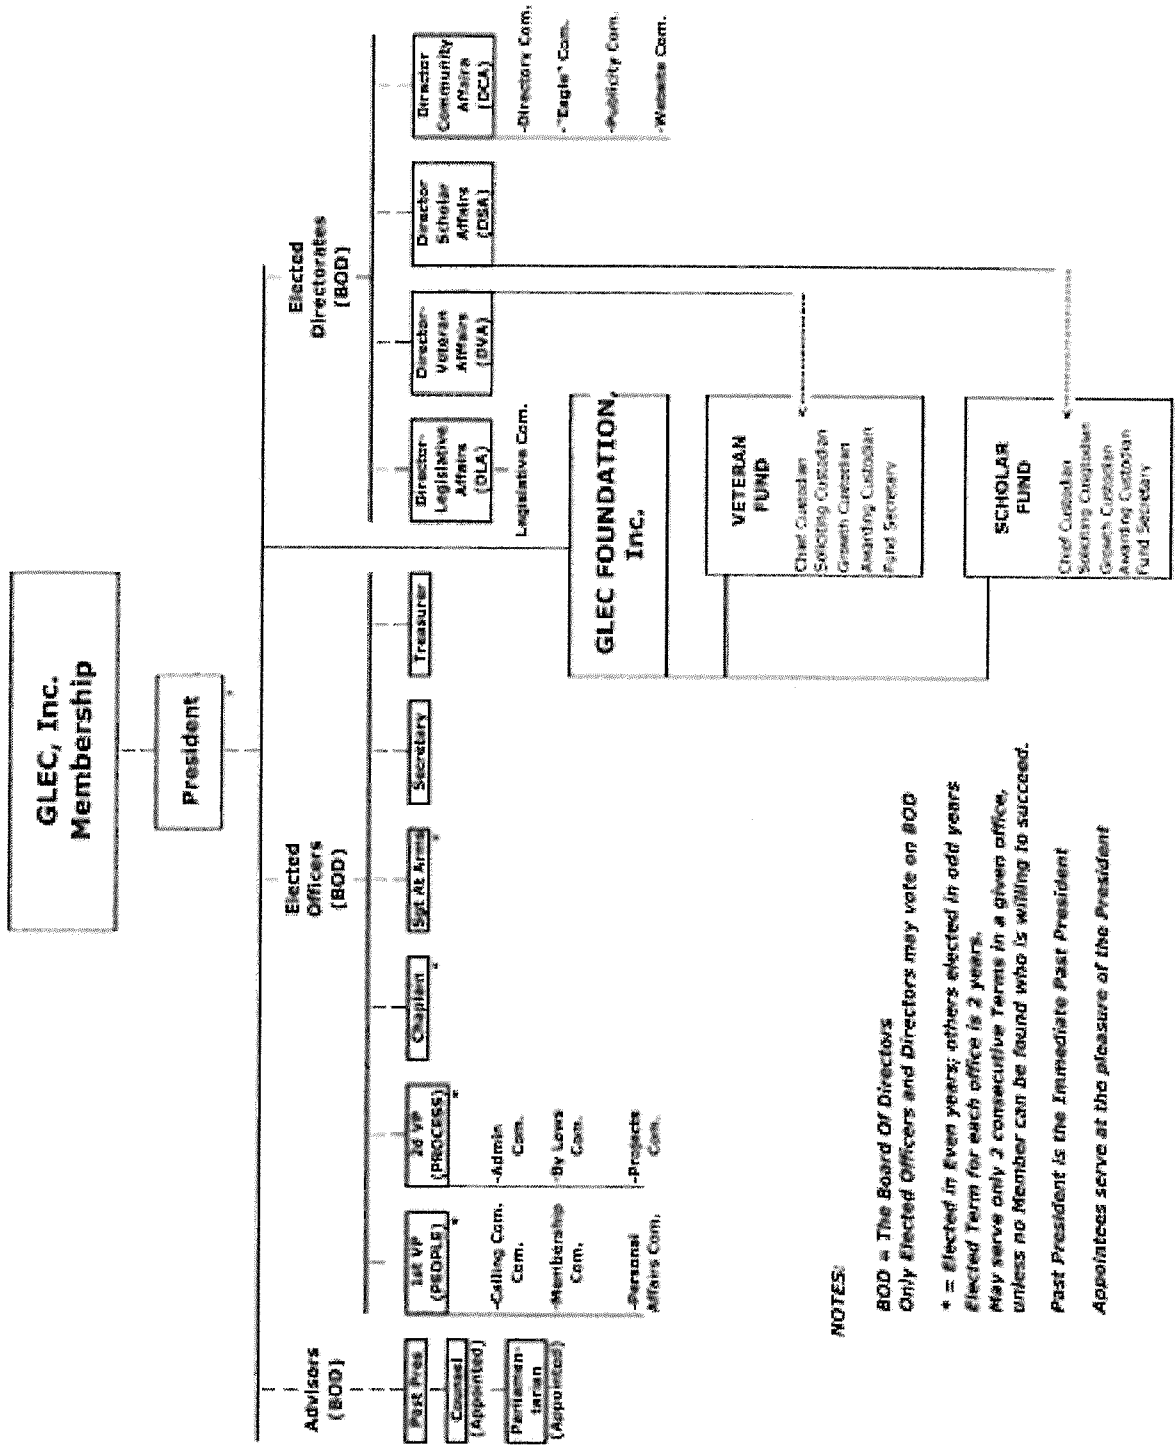 GLEC, Inc.
Membership
President
*
Advisors
(BOD)
Past Pres
Counsel
(Appointed)
Parliamen-
tarian
(Appointed)
Elected
Officers
(BOD)
1st VP
(PEOPLE)
*
-Calling Com.
Com.
-Membership
Com.
-Personal
Affairs Com.
2d VP
(PROCESS)
*
-Admin
Com.
-By Laws
Com.
-Projects
Com.
Chaplain
*
Sgt At Arms
*
Secretary
Treasurer
Elected
Directorates
(BOD)
Director-
Legislative
Affairs
(DLA)
Legislative Com.
Director-
Veteran
Affairs
(DVA)
Director
Scholar
Affairs
(DSA)
Director
Community
Affairs
(DCA)
-Directory Com.
-"Eagle" Com.
-Publicity Com.
-Website Com.
GLEC FOUNDATION,
Inc.
VETERAN
FUND
Chief Custodian
Soliciting Custodian
Growth Custodian
Awarding Custodian
Fund Secretary
SCHOLAR
FUND
Chief Custodian
Soliciting Custodian
Growth Custodian
Awarding Custodian
Fund Secretary
NOTES:
BOD = The Board Of Directors
Only Elected Officers and Directors may vote on BOD
* = Elected in Even years; others elected in odd years
Elected Term for each office is 2 years.
May serve only 2 consecutive Terms in a given office,
unless no Member can be found who is willing to succeed.
Past President is the Immediate Past President
Appointees serve at the pleasure of the President